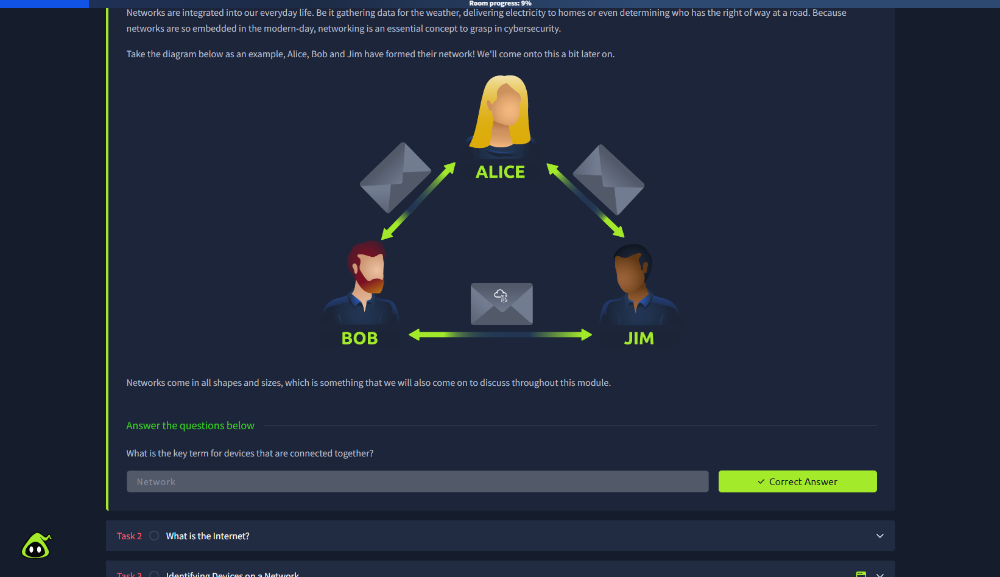 Room progress: 9%
Networks are integrated into our everyday life. Be it gathering data for the weather, delivering electricity to homes or even determining who has the right of way at a road. Because
networks are so embedded in the modern-day, networking is an essential concept to grasp in cybersecurity.
Take the diagram below as an example, Alice, Bob and Jim have formed their network! We'll come onto this a bit later on.
ALICE
BOB
JIM
Networks come in all shapes and sizes, which is something that we will also come on to discuss throughout this module.
Answer the questions below
What is the key term for devices that are connected together?
Network
Correct Answer
Task 2 What is the Internet?
Task 3 Identifying Devices on a Network